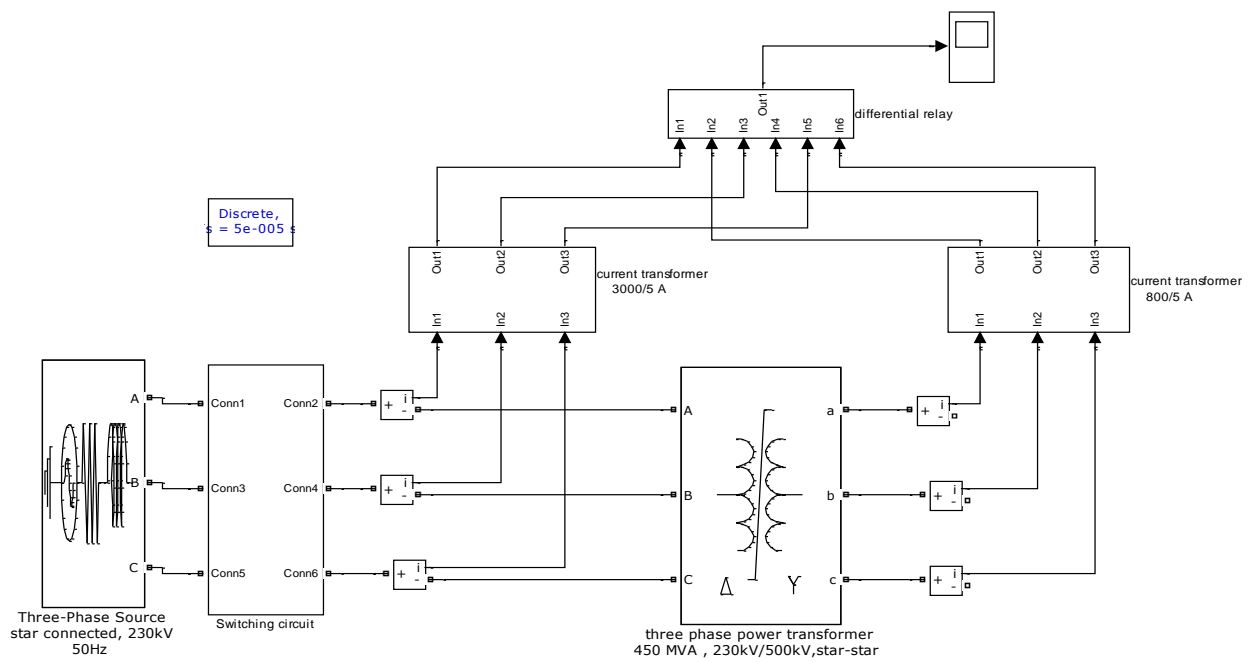 Out1
In1
In2
In3
In4
In5
In6
differential relay
Discrete,
s = 5e-005 s
Out1
Out2
Out3
In1
In2
In3
current transformer
3000/5 A
Out1
Out2
Out3
In1
In2
In3
current transformer
800/5 A
A
B
C
Three-Phase Source
star connected, 230kV
50Hz
Conn1
Conn2
Conn3
Conn4
Conn5
Conn6
Switching circuit
+
i
-
+
i
-
+
i
-
A
B
C
a
b
c
Δ
Y
three phase power transformer
450 MVA , 230kV/500kV,star-star
+
i
-
+
i
-
+
i
-